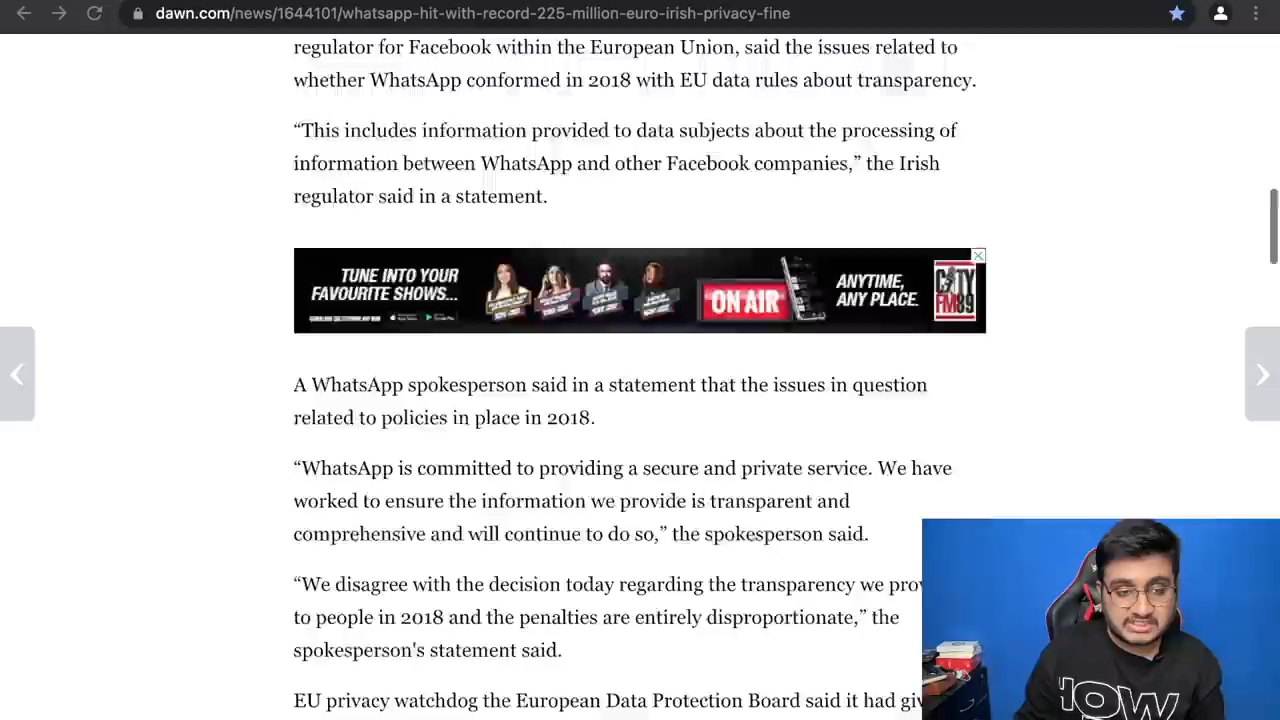 dawn.com/news/1644101/whatsapp-hit-with-record-225-million-euro-irish-privacy-fine
regulator for Facebook within the European Union, said the issues related to
whether WhatsApp conformed in 2018 with EU data rules about transparency.
“This includes information provided to data subjects about the processing of
information between WhatsApp and other Facebook companies,” the Irish
regulator said in a statement.
TUNE INTO YOUR
FAVOURITE SHOWS...
ON AIR
ANYTIME,
ANY PLACE.
CITY
FM89
A WhatsApp spokesperson said in a statement that the issues in question
related to policies in place in 2018.
“WhatsApp is committed to providing a secure and private service. We have
worked to ensure the information we provide is transparent and
comprehensive and will continue to do so,” the spokesperson said.
“We disagree with the decision today regarding the transparency we prov
to people in 2018 and the penalties are entirely disproportionate,” the
spokesperson's statement said.
EU privacy watchdog the European Data Protection Board said it had giv
HOW